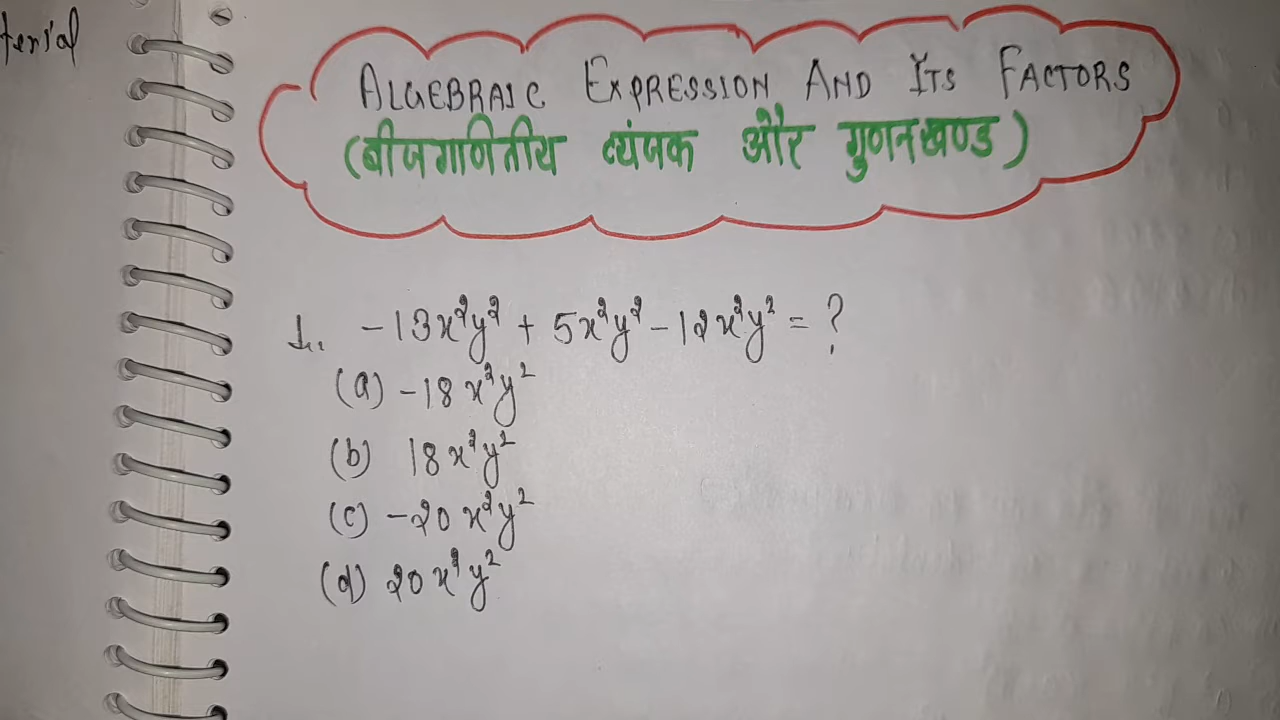 terial
ALGEBRAIC EXPRESSION AND ITS FACTORS
(बीजगणितीय व्यंजक और गुणनखण्ड)
1. -13x²y² + 5x²y² - 12x²y² = ?
(a) -18x²y²
(b) 18x²y²
(c) -20x²y²
(d) 20x²y²